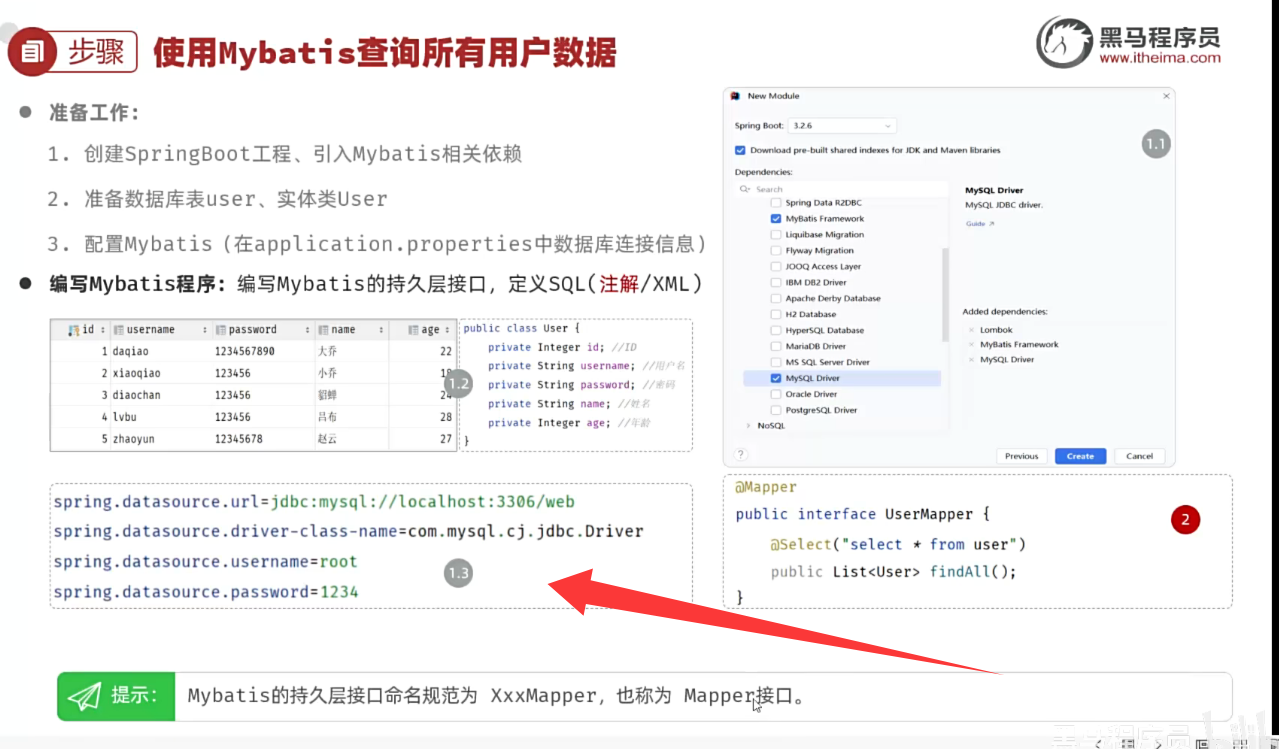 步骤
使用Mybatis查询所有用户数据
黑马程序员
www.itheima.com
准备工作：
1. 创建SpringBoot工程、引入Mybatis相关依赖
2. 准备数据库表user、实体类User
3. 配置Mybatis（在application.properties中数据库连接信息）
编写Mybatis程序：编写Mybatis的持久层接口，定义SQL(注解/XML)
id username password name age
1 daqiao 1234567890 大乔 22
2 xiaoqiao 123456 小乔
3 diaochan 123456 貂蝉
4 lvbu 123456 吕布 28
5 zhaoyun 12345678 赵云 27
1.2
public class User {
private Integer id; //ID
private String username; //用户名
private String password; //密码
private String name; //姓名
private Integer age; //年龄
}
spring.datasource.url=jdbc:mysql://localhost:3306/web
spring.datasource.driver-class-name=com.mysql.cj.jdbc.Driver
spring.datasource.username=root
spring.datasource.password=1234
1.3
New Module
Spring Boot: 3.2.6
1.1
Download pre-built shared indexes for JDK and Maven libraries
Dependencies:
Search
Spring Data R2DBC
MyBatis Framework
Liquibase Migration
Flyway Migration
JOOQ Access Layer
IBM DB2 Driver
Apache Derby Database
H2 Database
HyperSQL Database
MariaDB Driver
MS SQL Server Driver
MySQL Driver
Oracle Driver
PostgreSQL Driver
NoSQL
MySQL Driver
MySQL JDBC driver.
Guide ↗
Added dependencies:
× Lombok
× MyBatis Framework
× MySQL Driver
?
Previous Create Cancel
@Mapper
public interface UserMapper {
@Select("select * from user")
public List<User> findAll();
}
2
提示：
Mybatis的持久层接口命名规范为 XxxMapper，也称为 Mapper接口。
黑马程序员